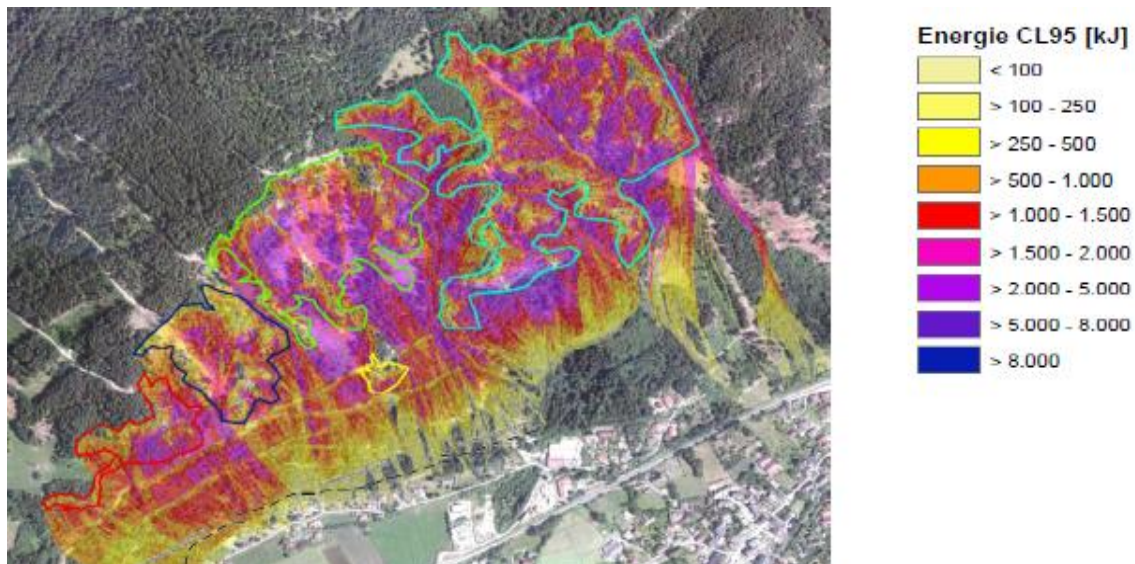 Energie CL95 [kJ]
< 100
> 100 - 250
> 250 - 500
> 500 - 1.000
> 1.000 - 1.500
> 1.500 - 2.000
> 2.000 - 5.000
> 5.000 - 8.000
> 8.000